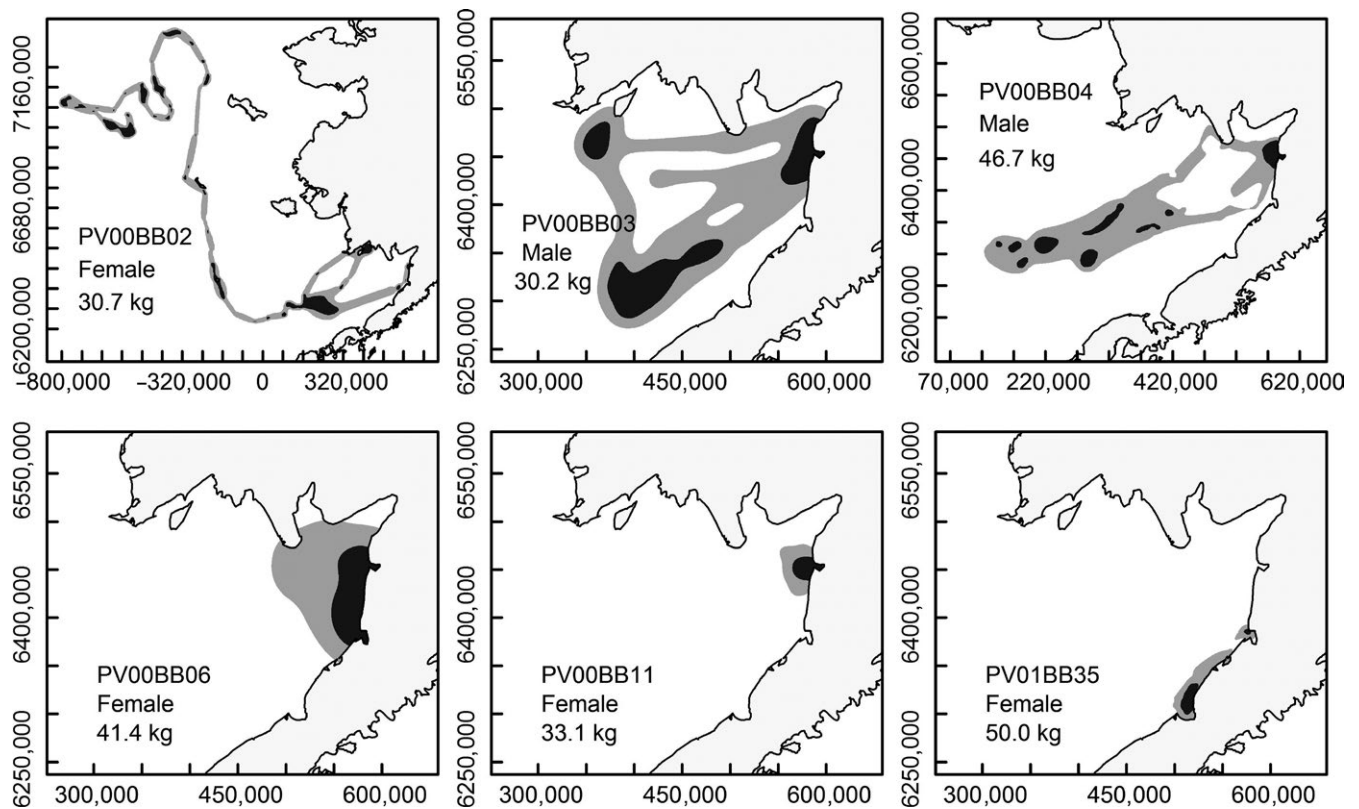 7160,000
6680,000
6200,000
PV00BB02
Female
30.7 kg
-800,000 -320,000 0 320,000
6550,000
6400,000
6250,000
PV00BB03
Male
30.2 kg
300,000 450,000 600,000
6600,000
6400,000
6200,000
PV00BB04
Male
46.7 kg
70,000 220,000 420,000 620,000
6550,000
6400,000
6250,000
PV00BB06
Female
41.4 kg
300,000 450,000 600,000
6550,000
6400,000
6250,000
PV00BB11
Female
33.1 kg
300,000 450,000 600,000
6550,000
6400,000
6250,000
PV01BB35
Female
50.0 kg
300,000 450,000 600,000